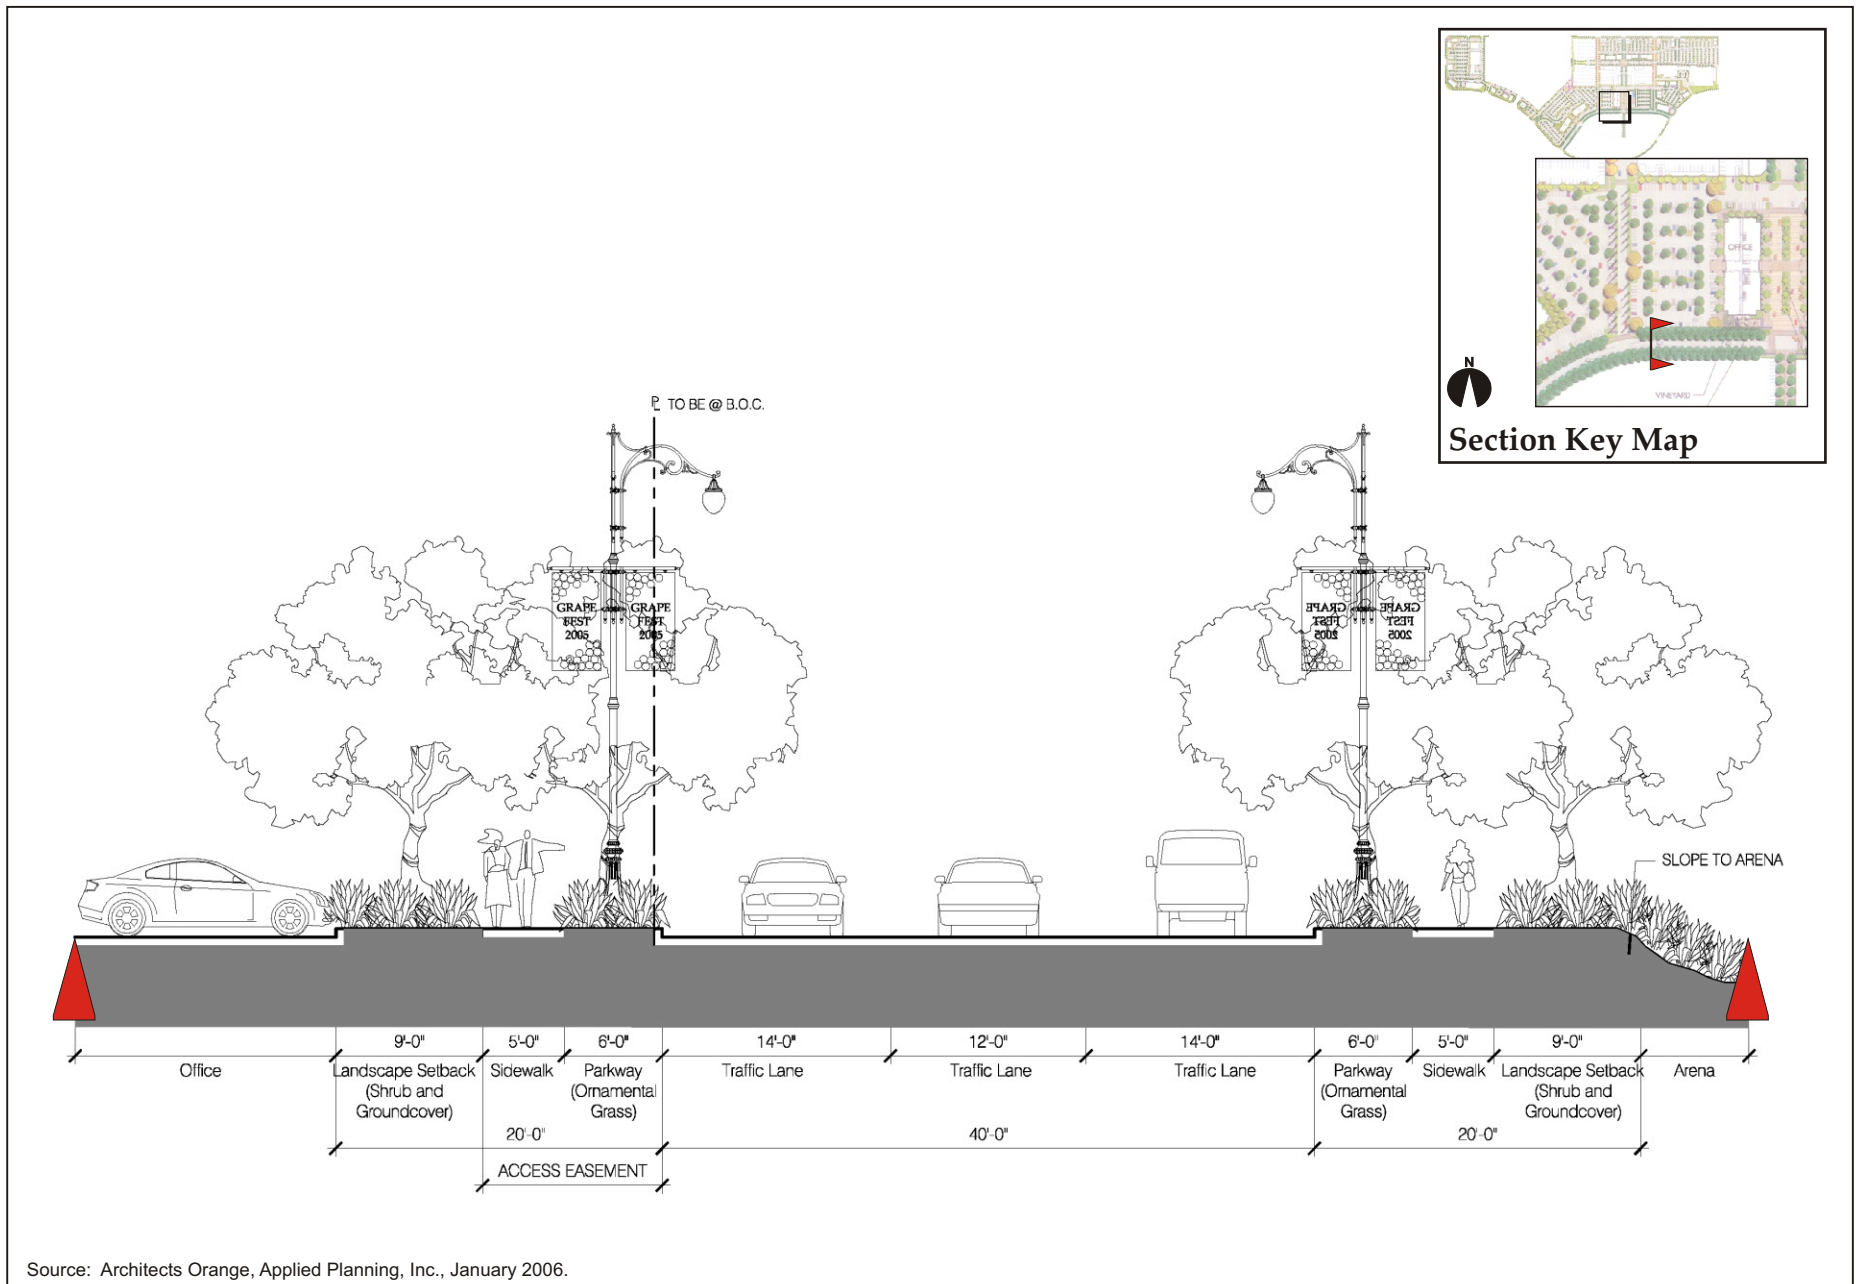 OFFICE
VINEYARD
N
Section Key Map
PL TO BE @ B.O.C.
GRAPE
FEST
2005
GRAPE
FEST
2005
GRAPE
FEST
2005
GRAPE
FEST
2005
SLOPE TO ARENA
9'-0" 5'-0" 6'-0" 14'-0" 12'-0" 14'-0" 6'-0" 5'-0" 9'-0"
Office Landscape Setback Sidewalk Parkway Traffic Lane Traffic Lane Traffic Lane Parkway Sidewalk Landscape Setback Arena
(Shrub and (Ornamental (Ornamental (Shrub and
Groundcover) Grass) Grass) Groundcover)
20'-0" 40'-0" 20'-0"
ACCESS EASEMENT
Source: Architects Orange, Applied Planning, Inc., January 2006.